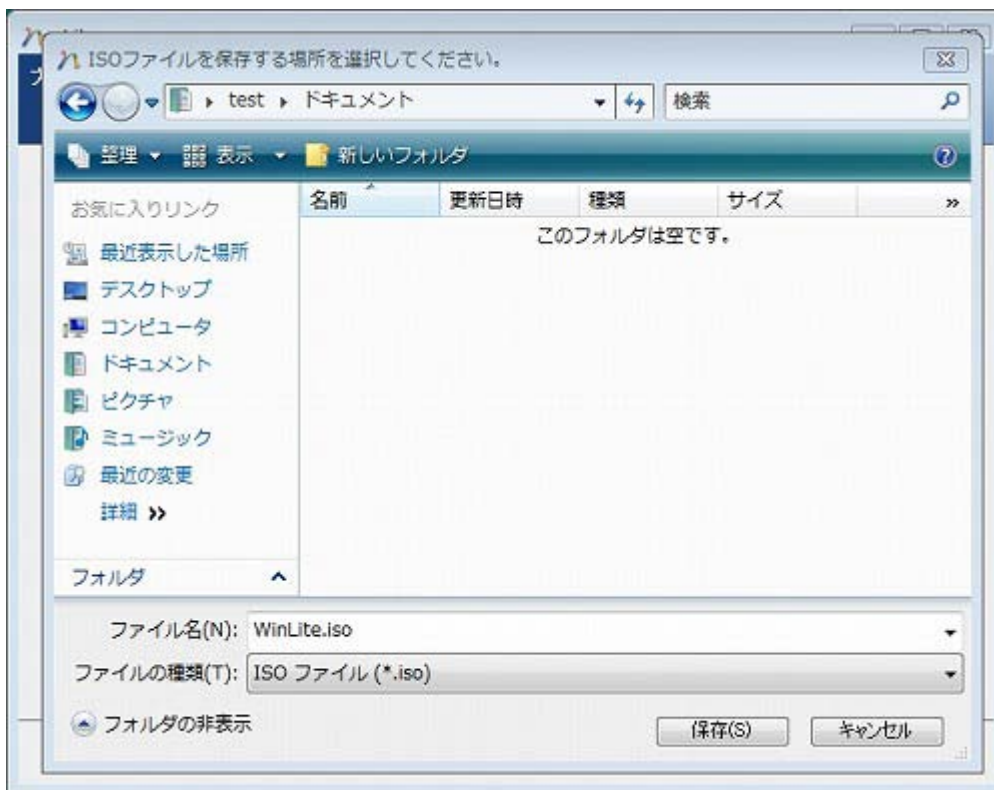 ISOファイルを保存する場所を選択してください。
test ▸ ドキュメント
検索
整理 表示 新しいフォルダ
お気に入りリンク
名前 更新日時 種類 サイズ »
このフォルダは空です。
最近表示した場所
デスクトップ
コンピュータ
ドキュメント
ピクチャ
ミュージック
最近の変更
詳細 »
フォルダ
ファイル名(N): WinLite.iso
ファイルの種類(T): ISO ファイル (*.iso)
フォルダの非表示
保存(S) キャンセル